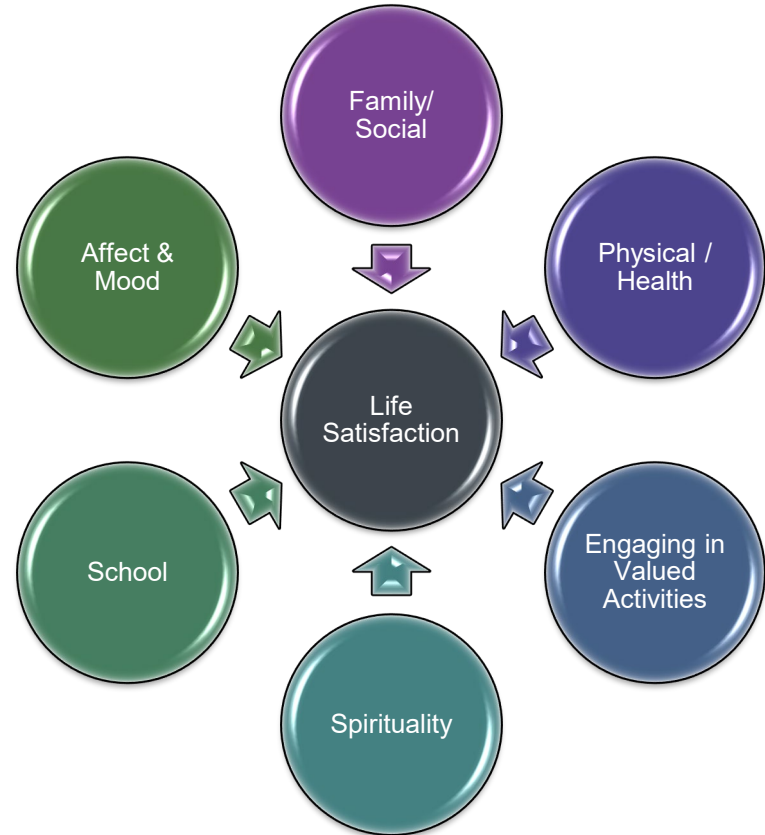 Family/
Social
Affect &
Mood
Physical /
Health
Life
Satisfaction
School
Engaging in
Valued
Activities
Spirituality